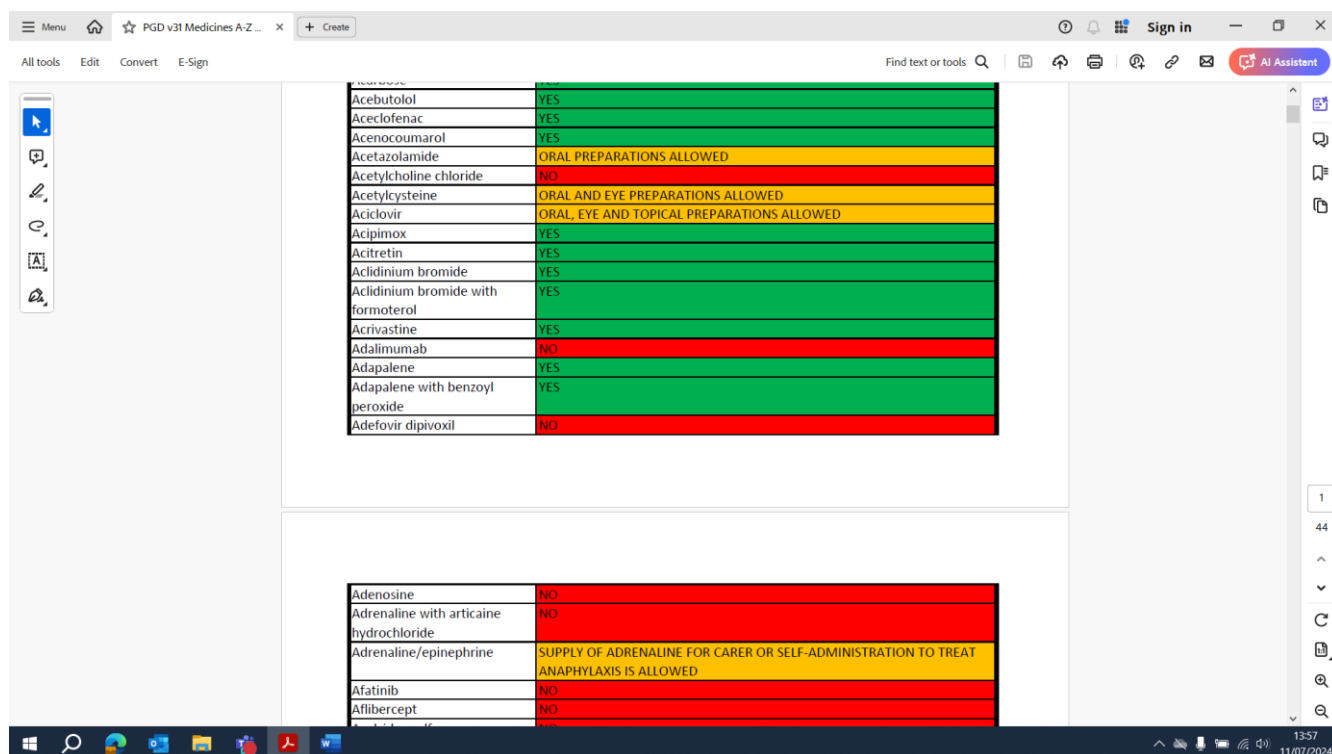 Menu PGD v31 Medicines A-Z ... Create Sign in
All tools Edit Convert E-Sign Find text or tools AI Assistant
Acarbose YES
Acebutolol YES
Aceclofenac YES
Acenocoumarol YES
Acetazolamide ORAL PREPARATIONS ALLOWED
Acetylcholine chloride NO
Acetylcysteine ORAL AND EYE PREPARATIONS ALLOWED
Aciclovir ORAL, EYE AND TOPICAL PREPARATIONS ALLOWED
Acipimox YES
Acitretin YES
Aclidinium bromide YES
Aclidinium bromide with YES
formoterol
Acrivastine YES
Adalimumab NO
Adapalene YES
Adapalene with benzoyl YES
peroxide
Adefovir dipivoxil NO
1
44
Adenosine NO
Adrenaline with articaine NO
hydrochloride
Adrenaline/epinephrine SUPPLY OF ADRENALINE FOR CARER OR SELF-ADMINISTRATION TO TREAT
ANAPHYLAXIS IS ALLOWED
Afatinib NO
Aflibercept NO
13:57
11/07/2024